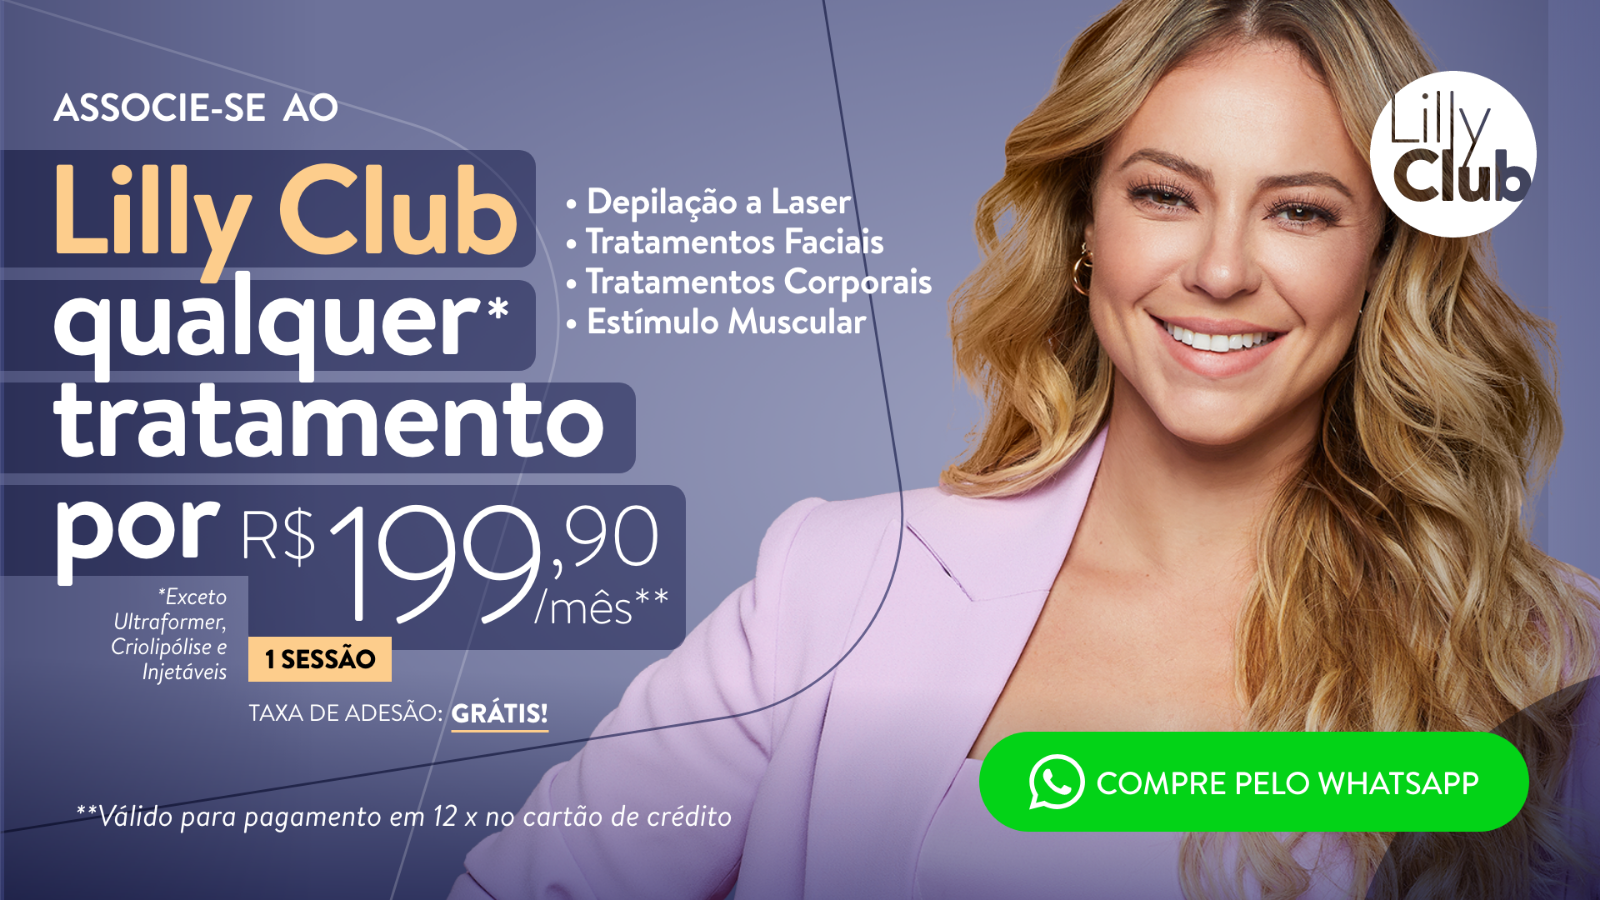 ASSOCIE-SE AO
Lilly Club
qualquer*
tratamento
por R$ 199,90
/mês**
*Exceto
Ultraformer,
Criolipólise e
Injetáveis
1 SESSÃO
TAXA DE ADESÃO: GRÁTIS!
**Válido para pagamento em 12 x no cartão de crédito
• Depilação a Laser
• Tratamentos Faciais
• Tratamentos Corporais
• Estímulo Muscular
Lilly
Club
COMPRE PELO WHATSAPP